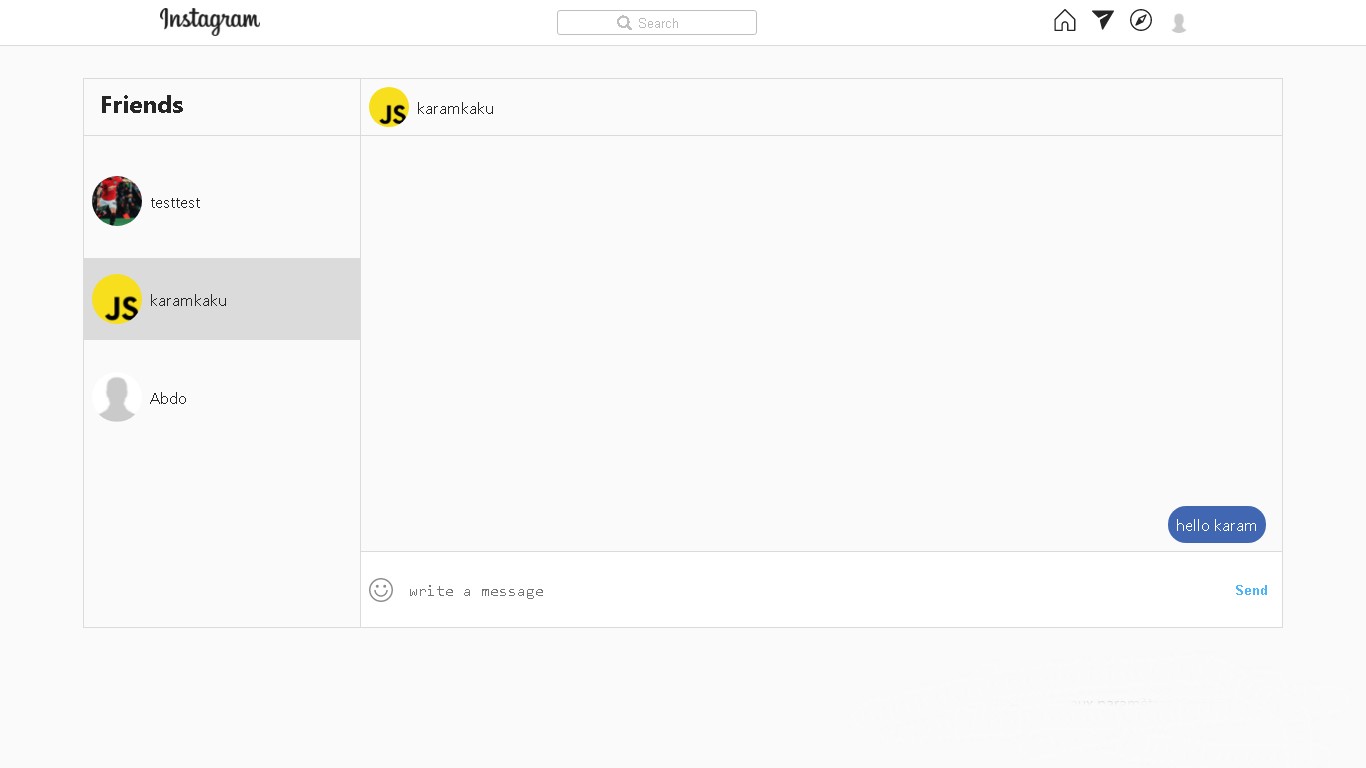 Instagram
Search
Friends
JS karamkaku
testtest
JS karamkaku
Abdo
hello karam
write a message
Send